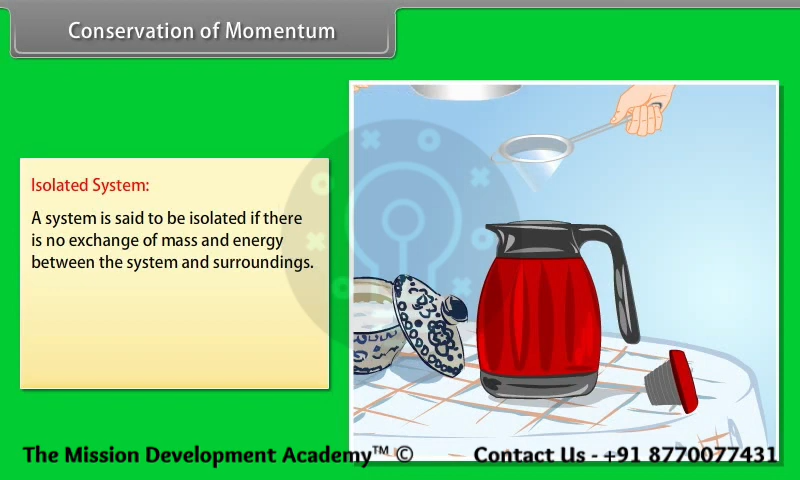 Conservation of Momentum
Isolated System:
A system is said to be isolated if there
is no exchange of mass and energy
between the system and surroundings.
The Mission Development Academy™ © Contact Us - +91 8770077431